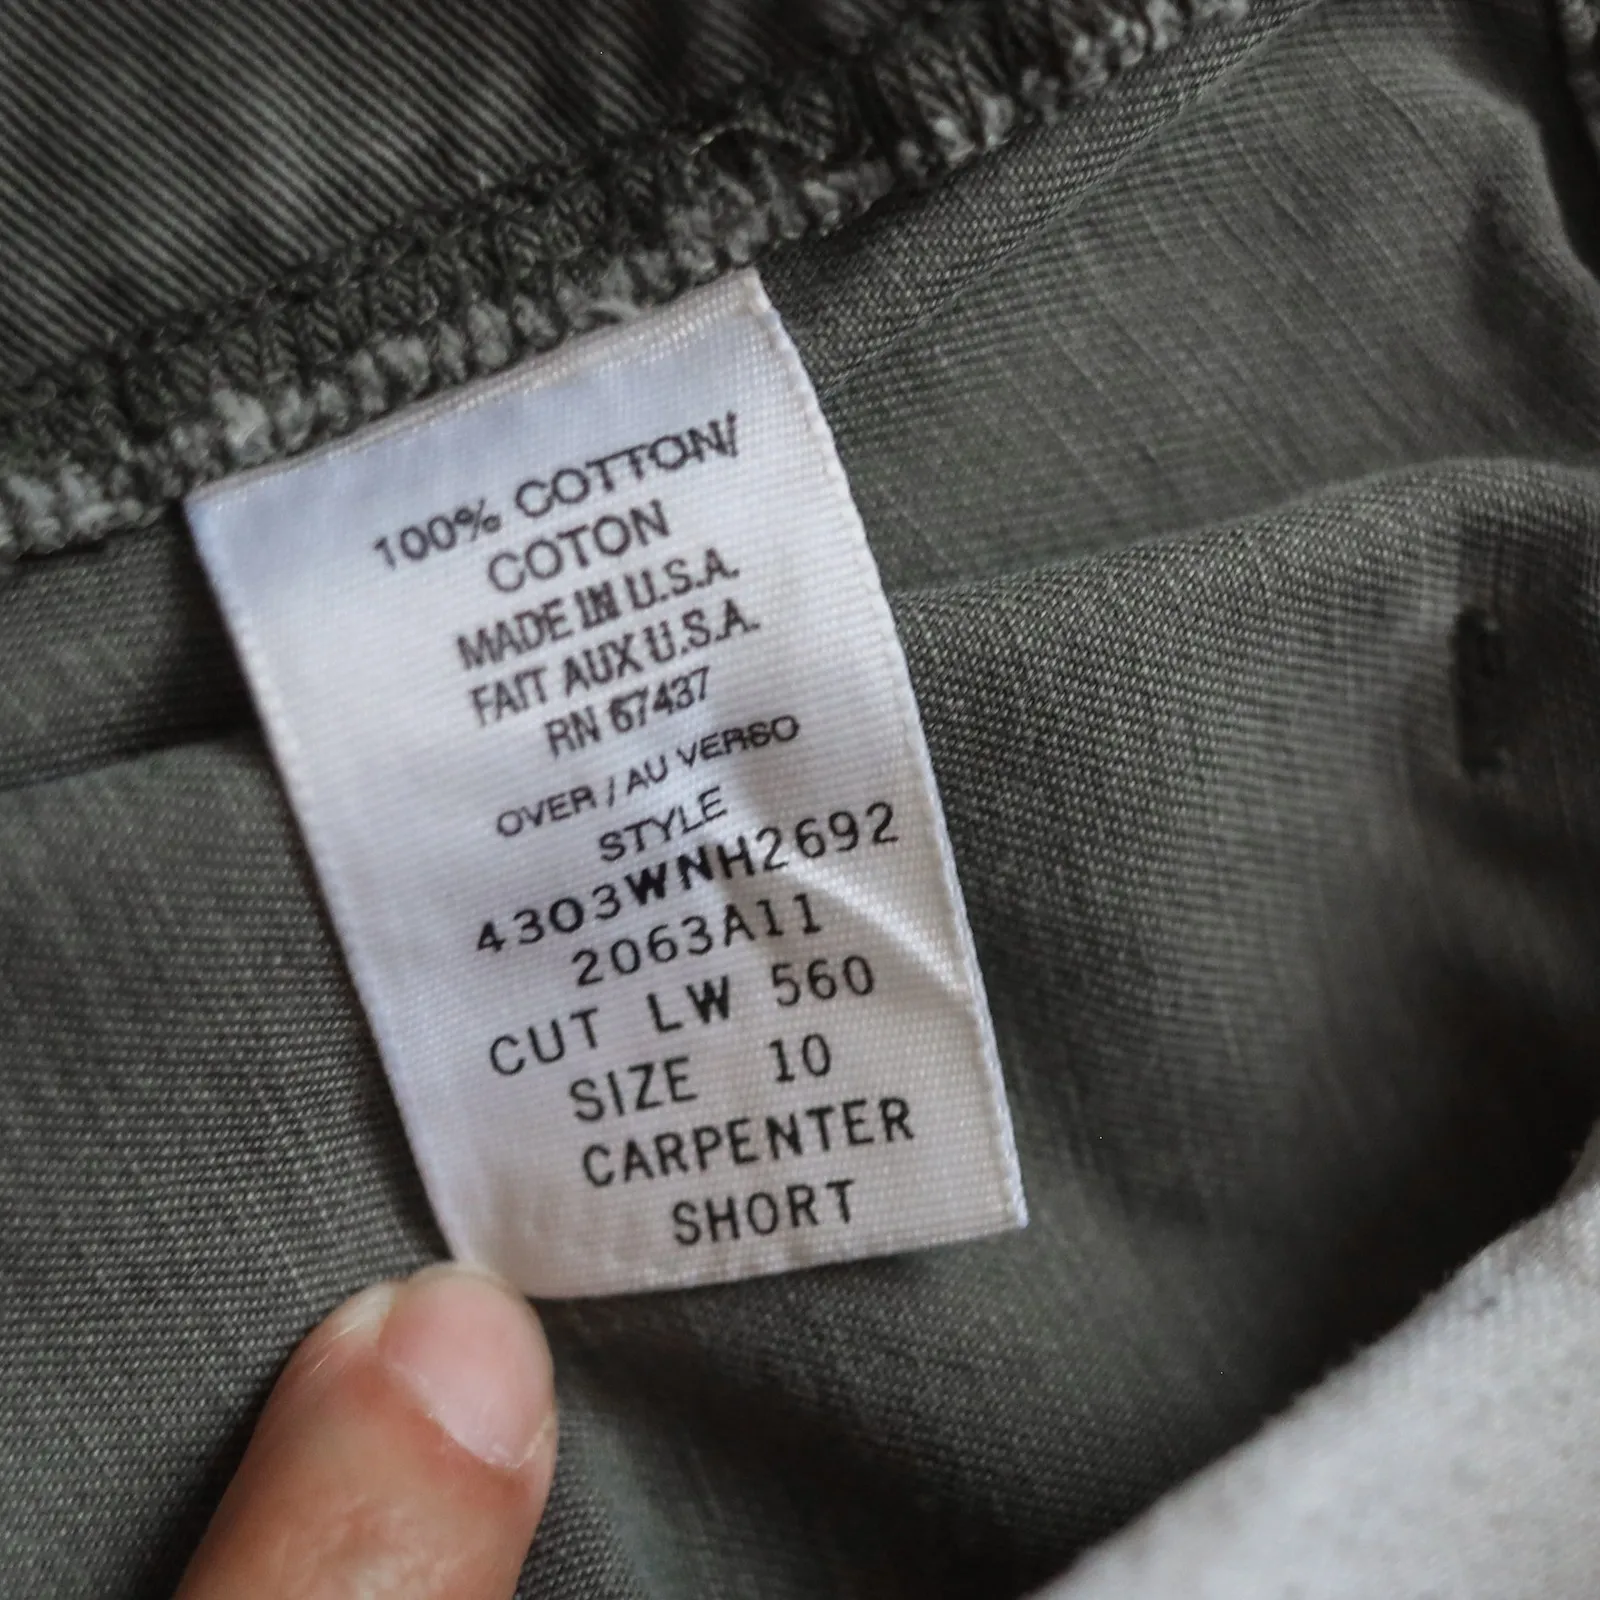 100% COTTON/
COTON
MADE IN U.S.A.
FAIT AUX U.S.A.
RN 67437
OVER / AU VERSO
STYLE
4303WNH2692
2063A11
CUT LW 560
SIZE 10
CARPENTER
SHORT